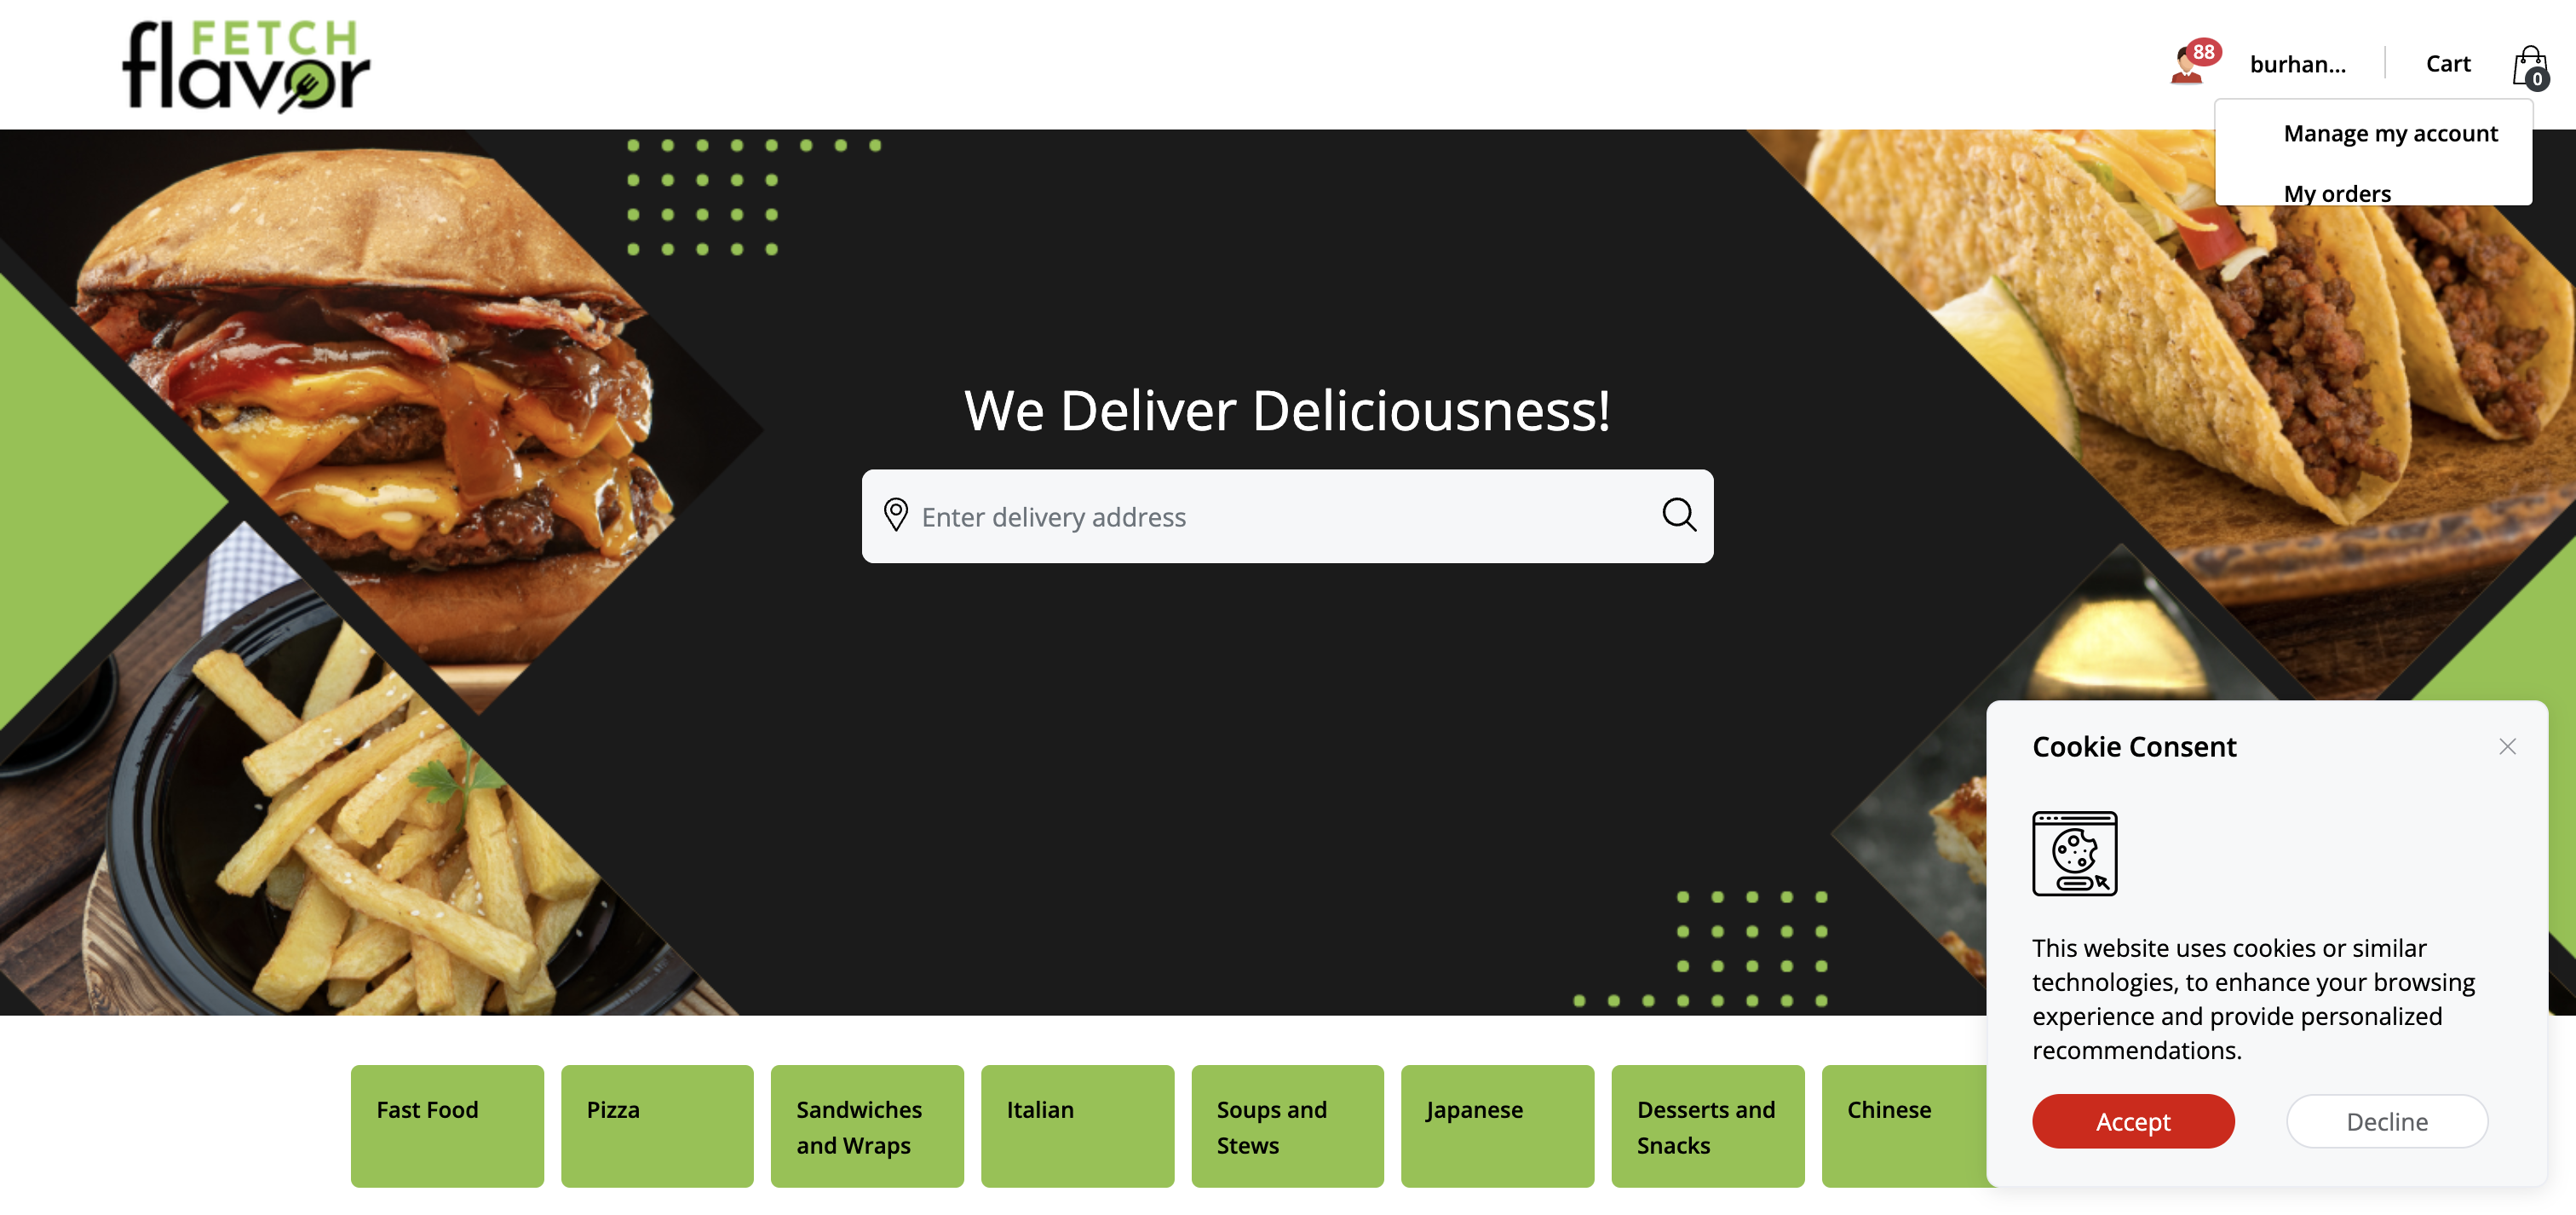 FETCH
flavor
88
burhan...
Cart
0
Manage my account
My orders
We Deliver Deliciousness!
Enter delivery address
Cookie Consent
This website uses cookies or similar
technologies, to enhance your browsing
experience and provide personalized
recommendations.
Accept
Decline
Fast Food
Pizza
Sandwiches
and Wraps
Italian
Soups and
Stews
Japanese
Desserts and
Snacks
Chinese